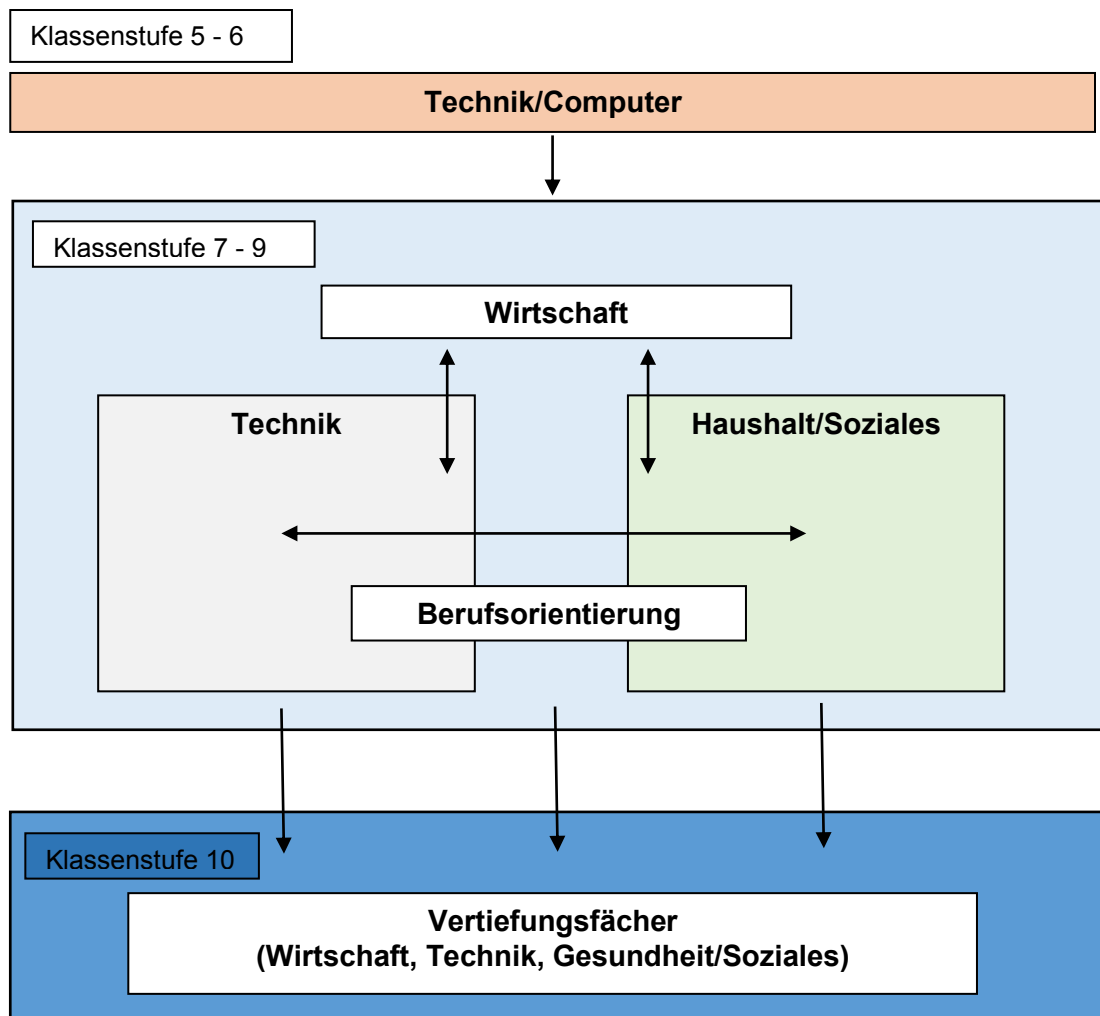 Klassenstufe 5 - 6
Technik/Computer
Klassenstufe 7 - 9
Wirtschaft
Technik
Haushalt/Soziales
Berufsorientierung
Klassenstufe 10
Vertiefungsfächer
(Wirtschaft, Technik, Gesundheit/Soziales)